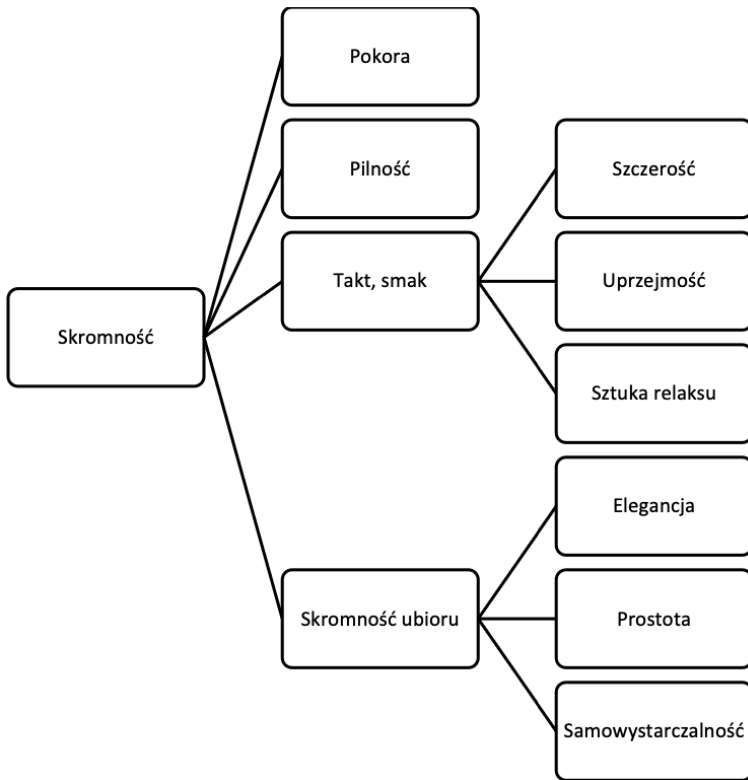 Pokora
Pilność
Szczerość
Takt, smak
Uprzejmość
Skromność
Sztuka relaksu
Elegancja
Skromność ubioru
Prostota
Samowystarczalność